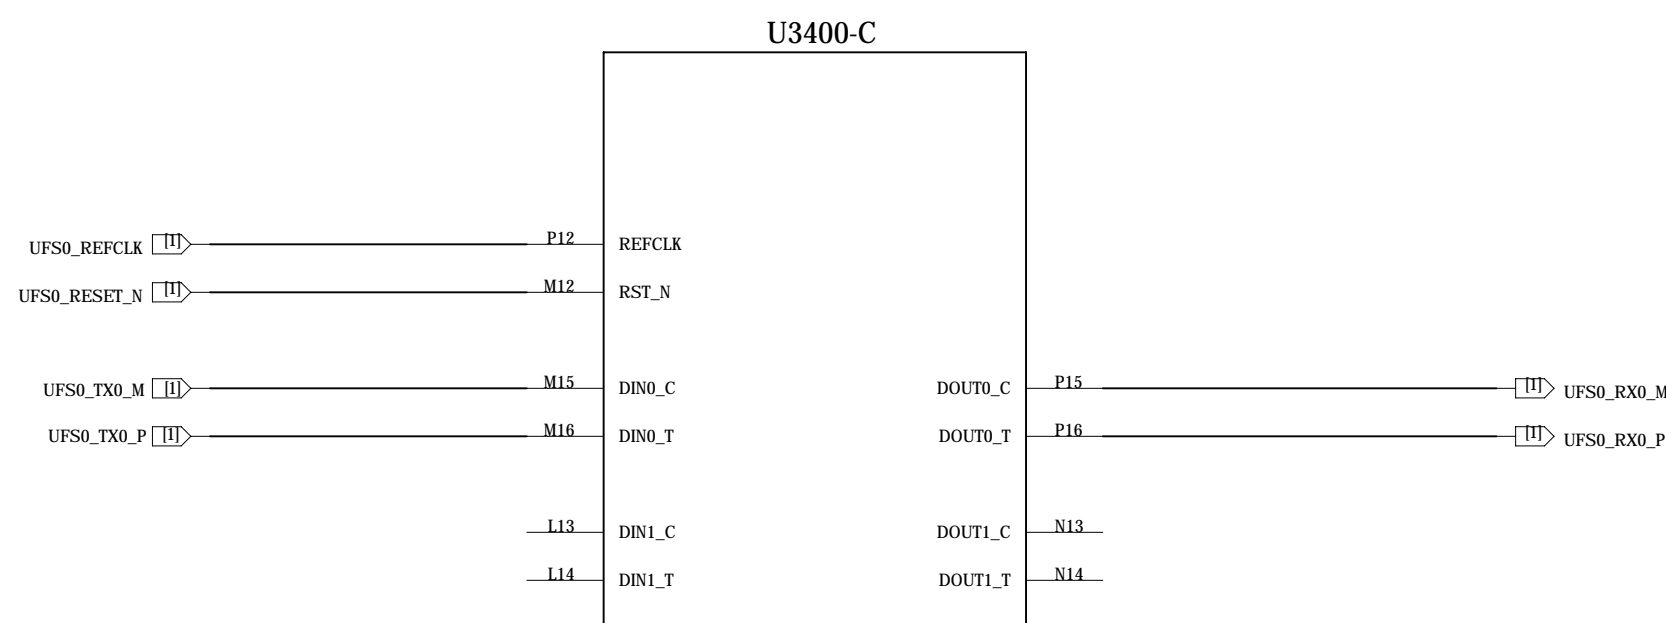 U3400-C
UFS0_REFCLK [1] P12 REFCLK
UFS0_RESET_N [1] M12 RST_N
UFS0_TX0_M [1] M15 DIN0_C DOUT0_C P15 [1] UFS0_RX0_M
UFS0_TX0_P [1] M16 DIN0_T DOUT0_T P16 [1] UFS0_RX0_P
L13 DIN1_C DOUT1_C N13
L14 DIN1_T DOUT1_T N14